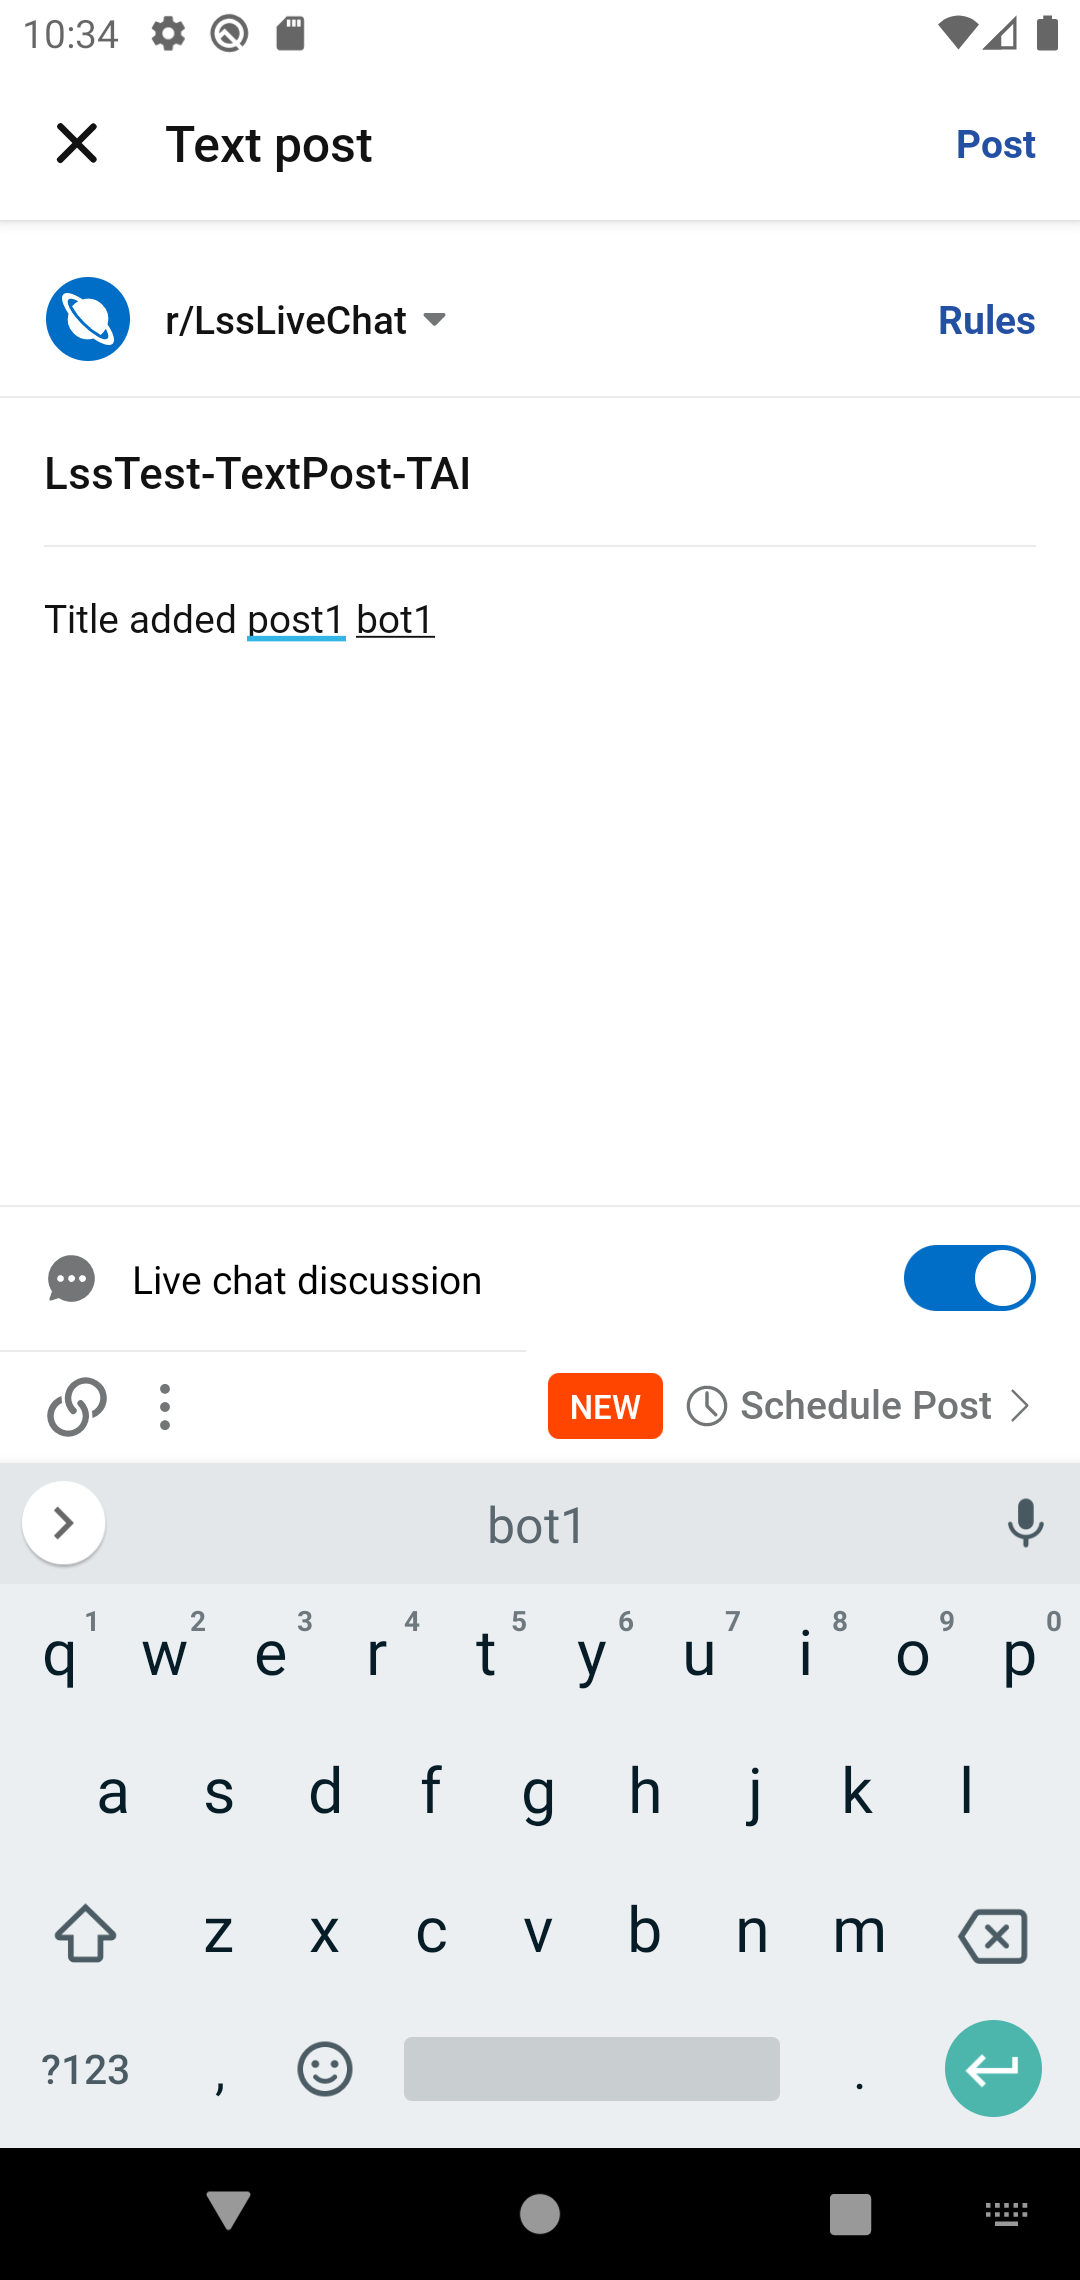 10:34
Text post
Post
r/LssLiveChat
Rules
LssTest-TextPost-TAI
Title added post1 bot1
Live chat discussion
NEW Schedule Post
bot1
1 2 3 4 5 6 7 8 9 0
q w e r t y u i o p
a s d f g h j k l
z x c v b n m
?123 , .